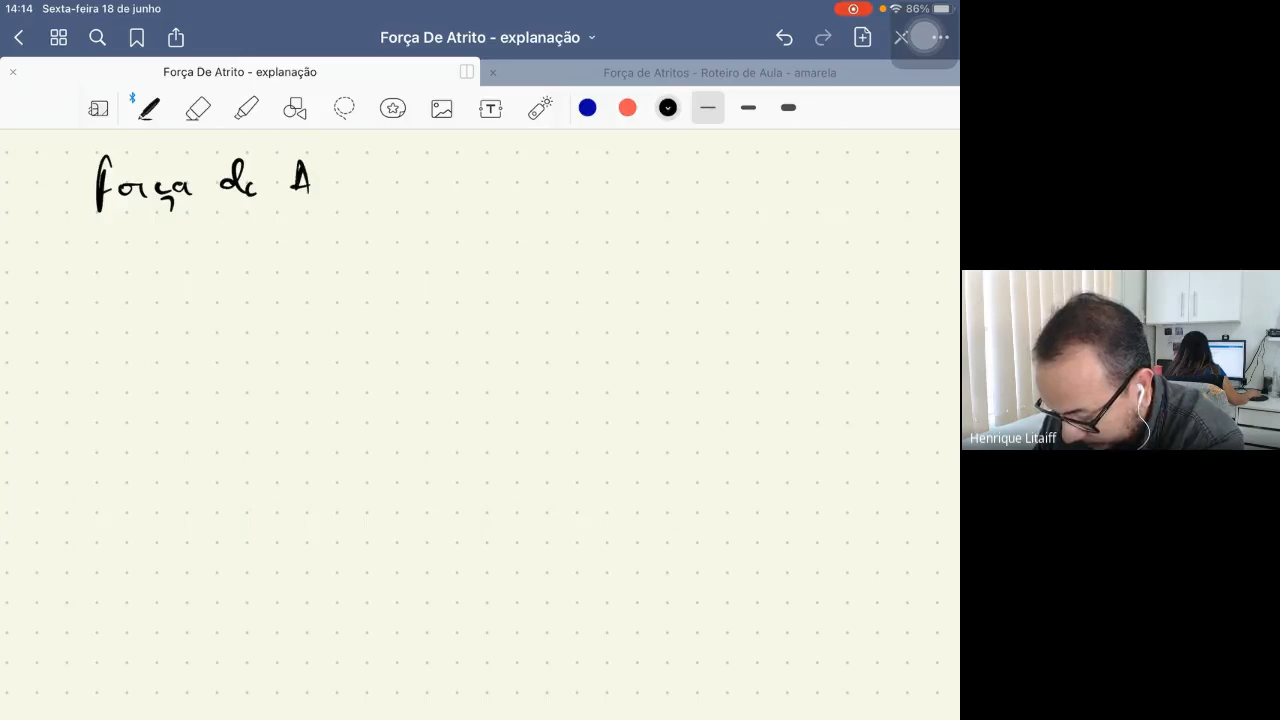 14:14 Sexta-feira 18 de junho 86%
Força De Atrito - explanação
Força De Atrito - explanação
Força de Atritos - Roteiro de Aula - amarela
T
Força de A
Henrique Litaiff